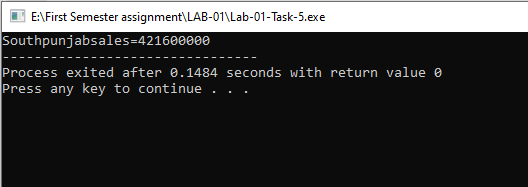 E:\First Semester assignment\LAB-01\Lab-01-Task-5.exe
Southpunjabsales=421600000
--------------------------------
Process exited after 0.1484 seconds with return value 0
Press any key to continue . . .